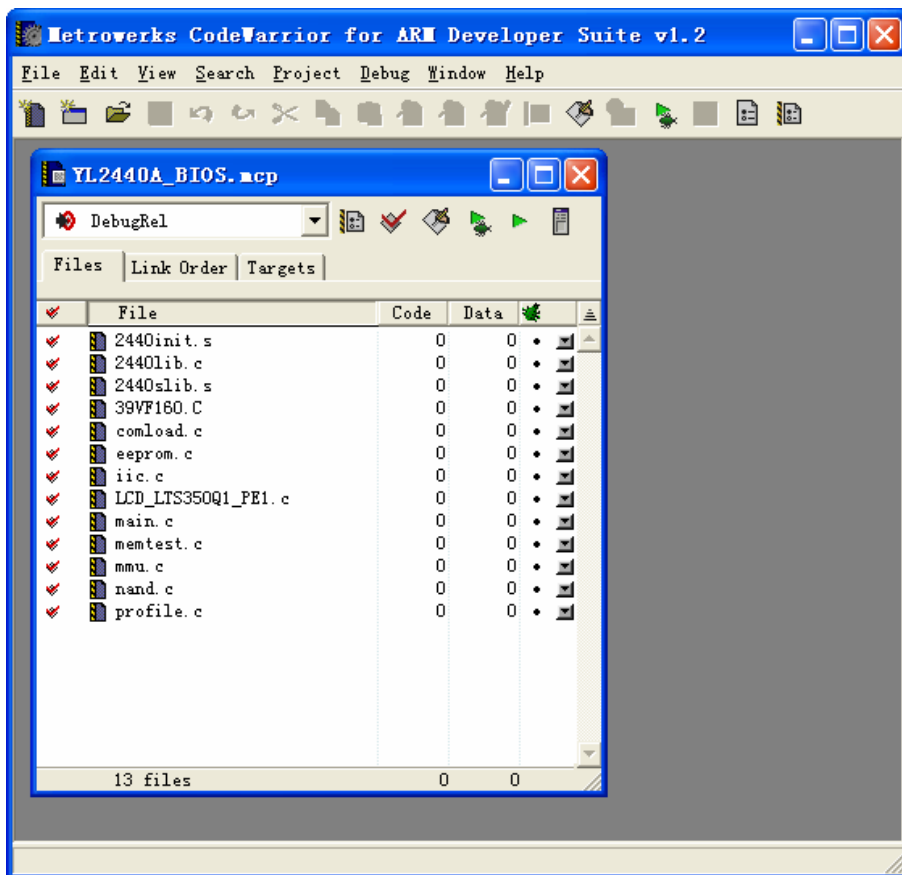 Metrowerks CodeWarrior for ARM Developer Suite v1.2
File Edit View Search Project Debug Window Help
YL2440A_BIOS.mcp
DebugRel
Files Link Order Targets
File Code Data
2440init.s 0 0
2440lib.c 0 0
2440slib.s 0 0
39VF160.C 0 0
comload.c 0 0
eeprom.c 0 0
iic.c 0 0
LCD_LTS350Q1_PE1.c 0 0
main.c 0 0
memtest.c 0 0
mmu.c 0 0
nand.c 0 0
profile.c 0 0
13 files 0 0